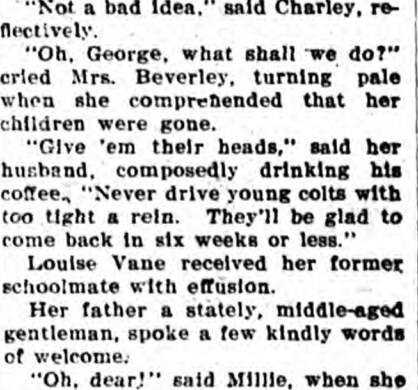 "Not a bad idea," said Charley, re-
flectively.
"Oh, George, what shall we do?"
cried Mrs. Beverley, turning pale
when she comprehended that her
children were gone.
"Give 'em their heads," said her
husband, composedly drinking his
coffee., "Never drive young colts with
too tight a rein. They'll be glad to
come back in six weeks or less."
Louise Vane received her former
schoolmate with effusion.
Her father a stately, middle-aged
gentleman, spoke a few kindly words
of welcome.
"Oh, dear!" said Millie, when she